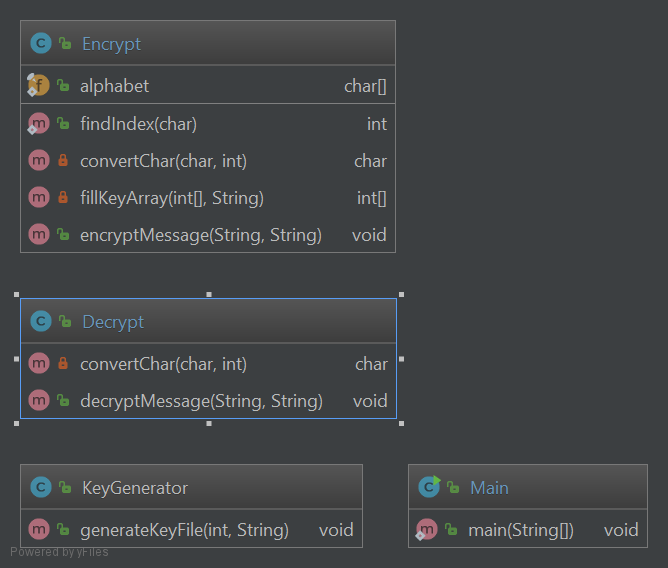 Encrypt
alphabet char[]
findIndex(char) int
convertChar(char, int) char
fillKeyArray(int[], String) int[]
encryptMessage(String, String) void
Decrypt
convertChar(char, int) char
decryptMessage(String, String) void
KeyGenerator
generateKeyFile(int, String) void
Main
main(String[]) void
Powered by yFiles